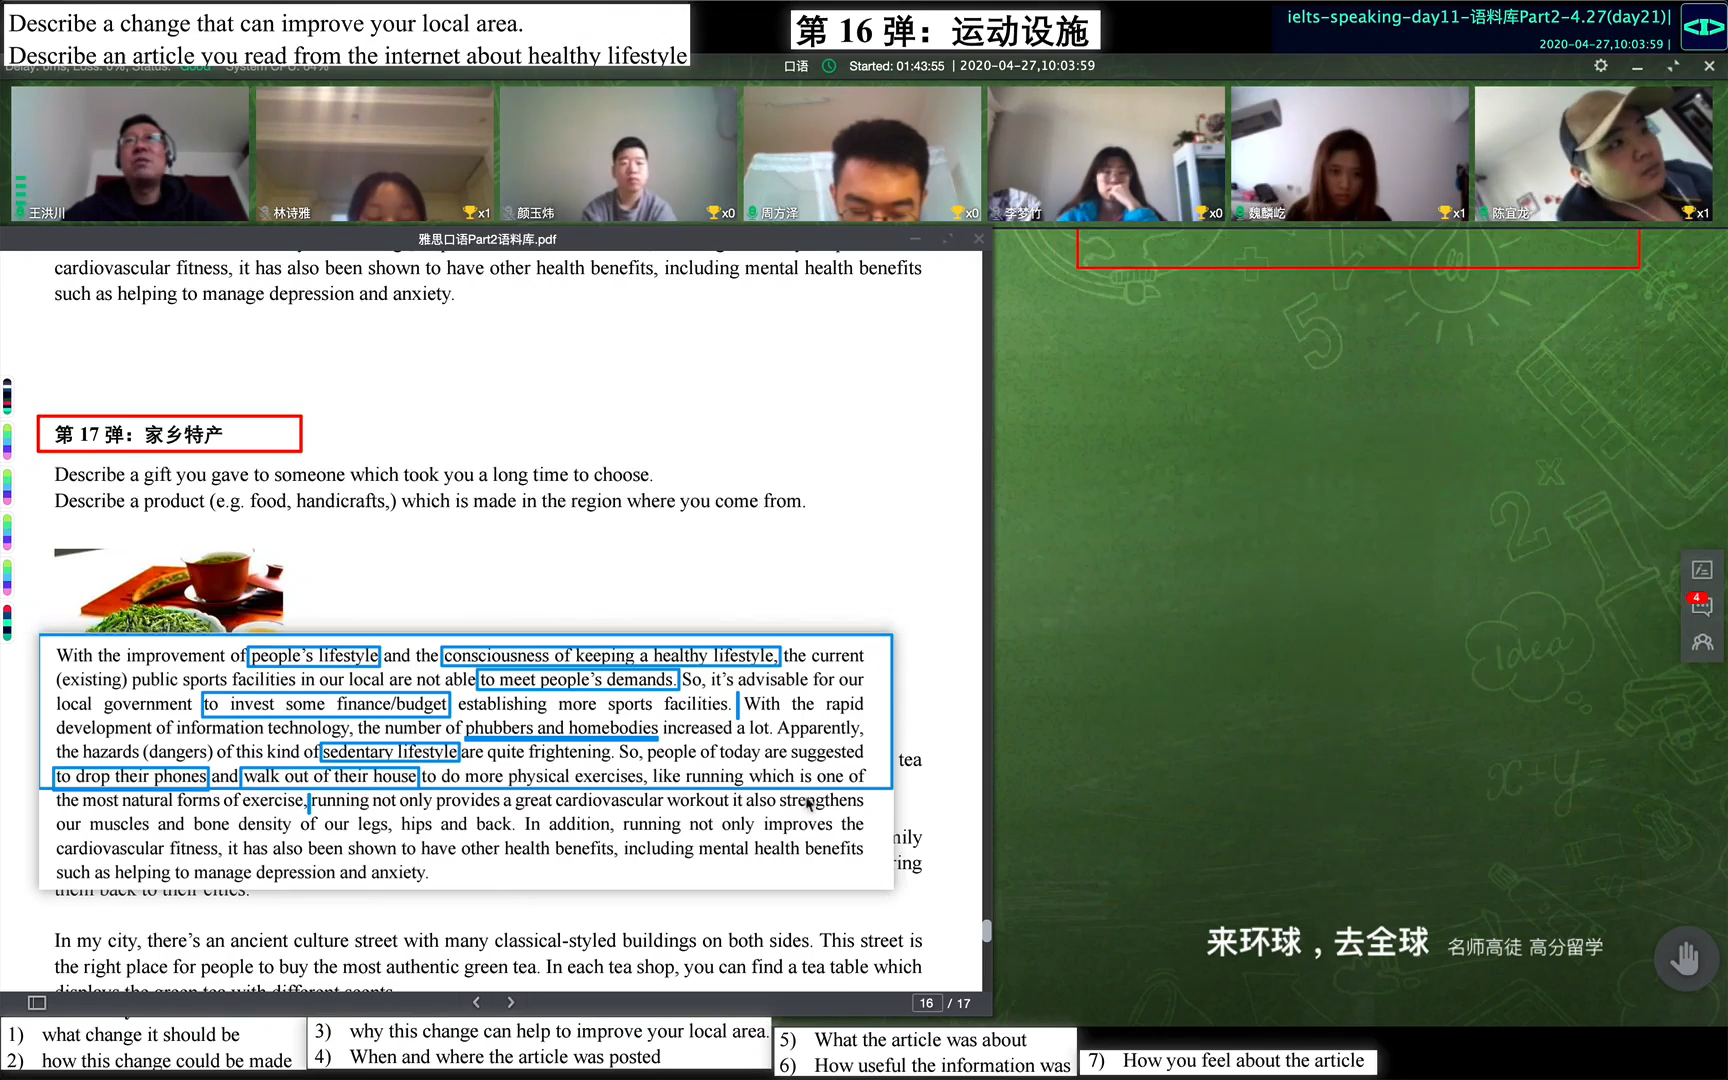 Describe a change that can improve your local area.
Describe an article you read from the internet about healthy lifestyle
第 16 弹：运动设施
ielts-speaking-day11-语料库Part2-4.27(day21)|
2020-04-27,10:03:59 |
口语 Started: 01:43:55 | 2020-04-27,10:03:59
王洪川
林诗雅 x1
颜玉炜 x0
周方泽 x0
李梦竹 x0
魏麟屹 x1
陈宜龙 x1
雅思口语Part2语料库.pdf
cardiovascular fitness, it has also been shown to have other health benefits, including mental health benefits
such as helping to manage depression and anxiety.
第 17 弹：家乡特产
Describe a gift you gave to someone which took you a long time to choose.
Describe a product (e.g. food, handicrafts,) which is made in the region where you come from.
With the improvement of people's lifestyle and the consciousness of keeping a healthy lifestyle, the current
(existing) public sports facilities in our local are not able to meet people's demands. So, it's advisable for our
local government to invest some finance/budget establishing more sports facilities. With the rapid
development of information technology, the number of phubbers and homebodies increased a lot. Apparently,
the hazards (dangers) of this kind of sedentary lifestyle are quite frightening. So, people of today are suggested
to drop their phones and walk out of their house to do more physical exercises, like running which is one of
the most natural forms of exercise, running not only provides a great cardiovascular workout it also strengthens
our muscles and bone density of our legs, hips and back. In addition, running not only improves the
cardiovascular fitness, it has also been shown to have other health benefits, including mental health benefits
such as helping to manage depression and anxiety.
tea
them back to their cities.
In my city, there's an ancient culture street with many classical-styled buildings on both sides. This street is
the right place for people to buy the most authentic green tea. In each tea shop, you can find a tea table which
displays the green tea with different scents.
16 / 17
4
Idea
来环球，去全球 名师高徒 高分留学
1) what change it should be
2) how this change could be made
3) why this change can help to improve your local area.
4) When and where the article was posted
5) What the article was about
6) How useful the information was
7) How you feel about the article